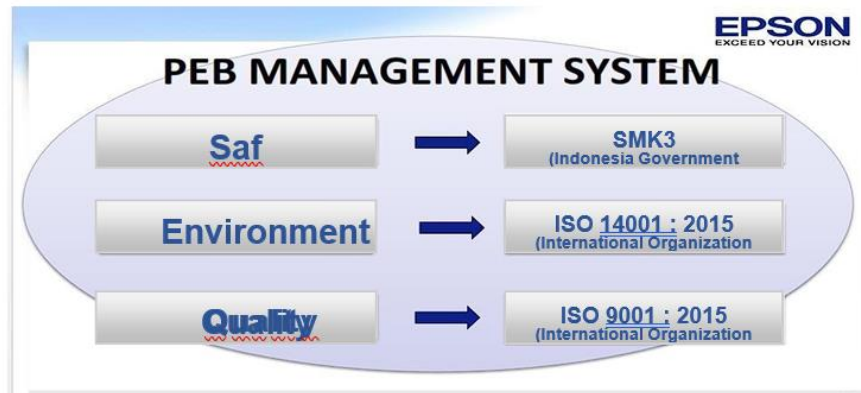 EPSON
EXCEED YOUR VISION
PEB MANAGEMENT SYSTEM
Saf
SMK3
(Indonesia Government
Environment
ISO 14001 : 2015
(International Organization
Quality
ISO 9001 : 2015
(International Organization